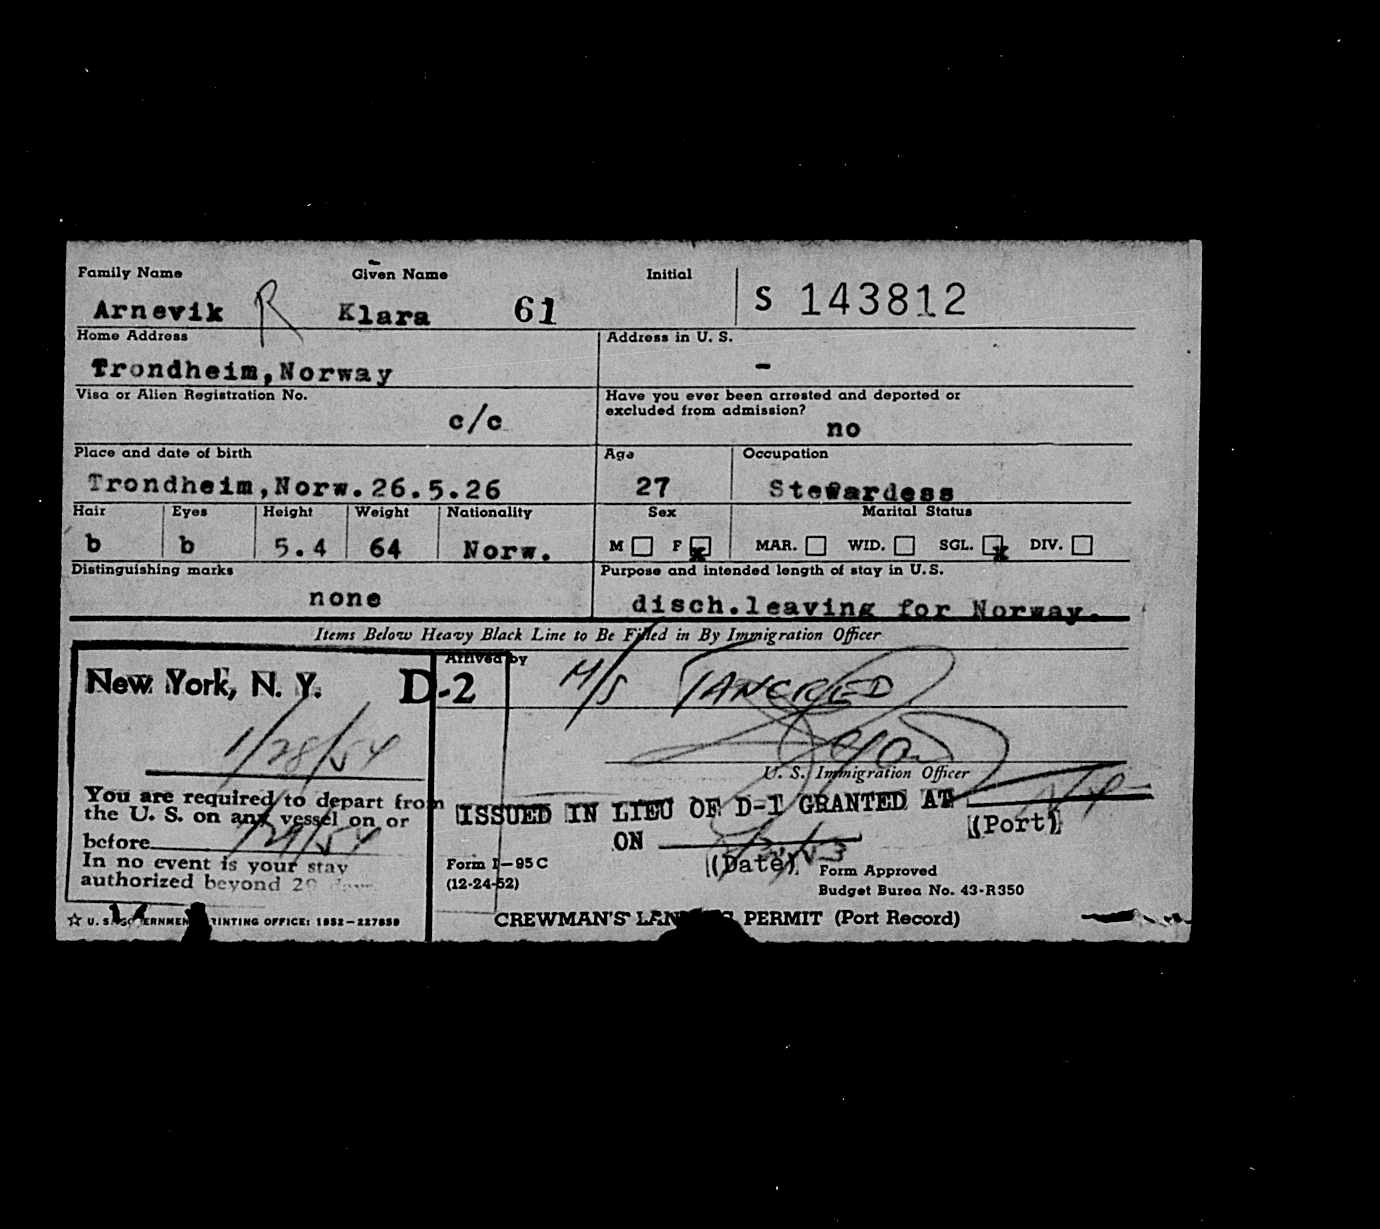 Family Name Given Name Initial
Arnevik R Klara 61 S 143812
Home Address Address in U. S.
Trondheim,Norway -
Visa or Alien Registration No. Have you ever been arrested and deported or
excluded from admission?
c/c no
Place and date of birth Age Occupation
Trondheim,Norw.26.5.26 27 Stewardess
Hair Eyes Height Weight Nationality Sex Marital Status
b b 5.4 64 Norw. M F x MAR. WID. SGL. x DIV.
Distinguishing marks Purpose and intended length of stay in U.S.
none disch.leaving for Norway.
Items Below Heavy Black Line to Be Filled in By Immigration Officer
Arrived by
New York, N. Y. D-2 M/S TANCRED
1/28/54
U. S. Immigration Officer
You are required to depart from
the U. S. on any vessel on or
before
In no event is your stay
authorized beyond 29
ISSUED IN LIEU OF D-1 GRANTED AT
(Port)
ON
(Date)
Form I-95C
(12-24-52)
Form Approved
Budget Burea No. 43-R350
PRINTING OFFICE: 1952-227859
CREWMAN'S PERMIT (Port Record)